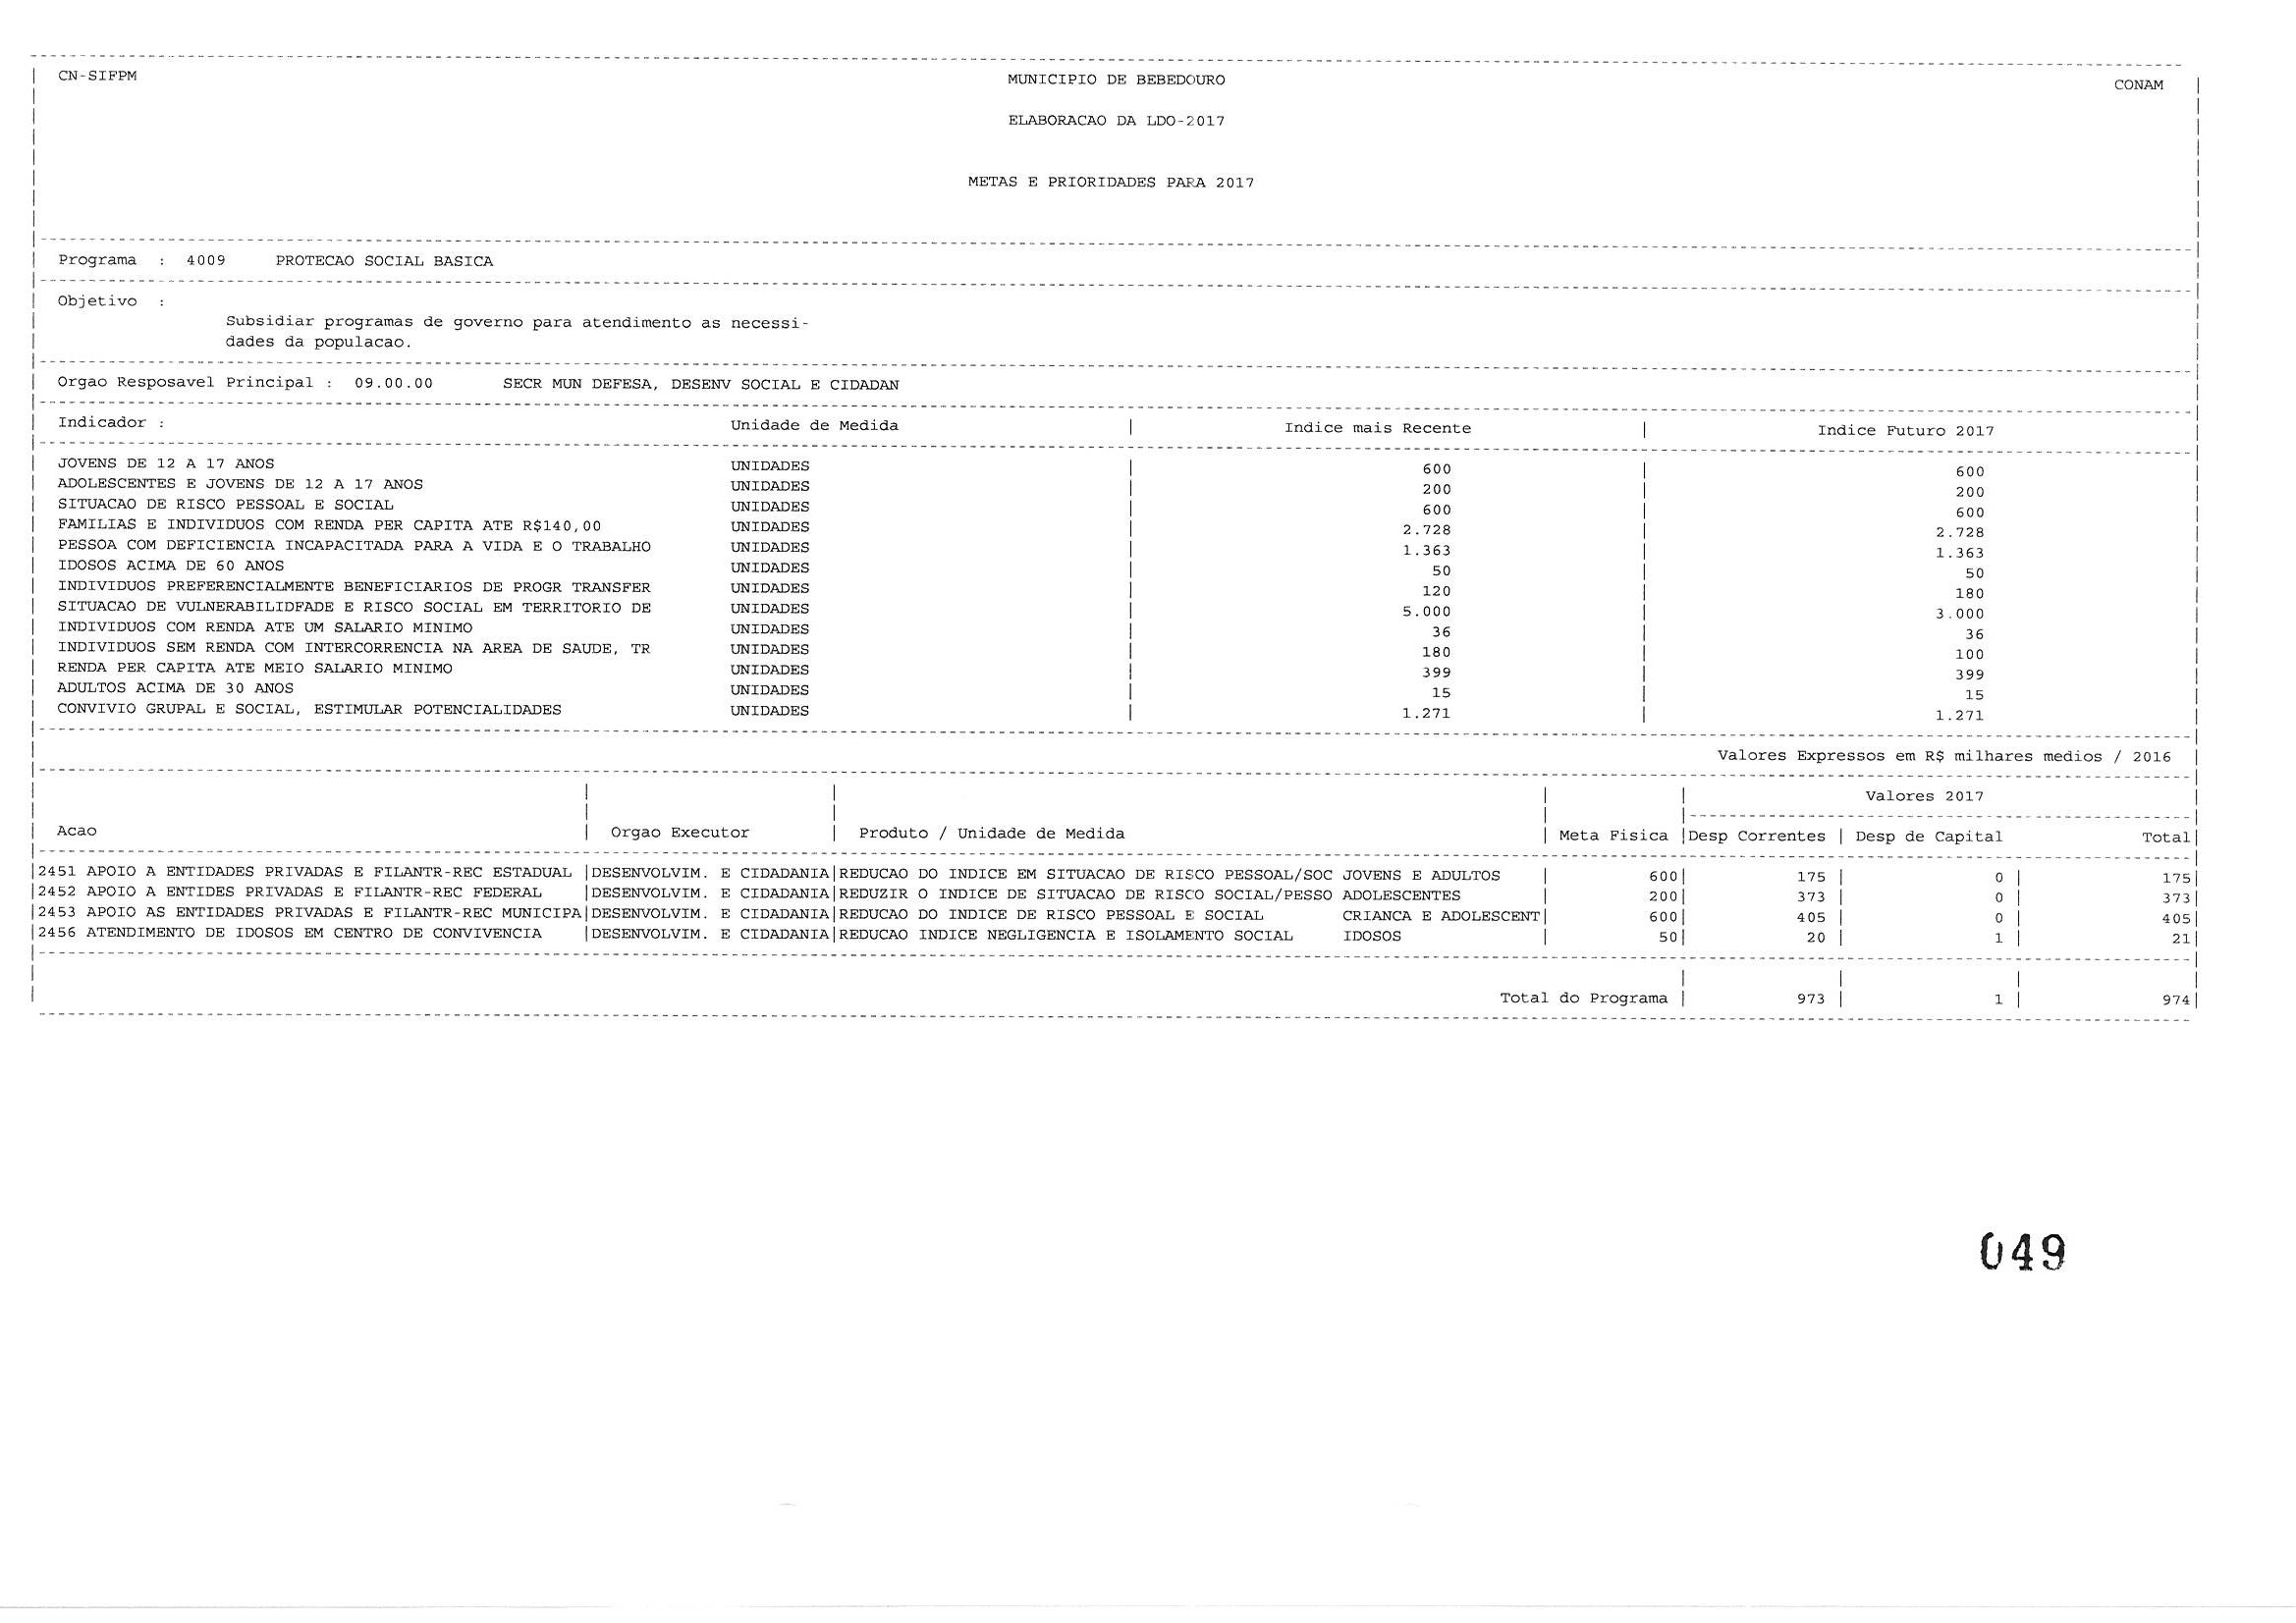 CN-SIFPM MUNICIPIO DE BEBEDOURO CONAM
ELABORACAO DA LDO-2017
METAS E PRIORIDADES PARA 2017
Programa : 4009 PROTECAO SOCIAL BASICA
Objetivo :
Subsidiar programas de governo para atendimento as necessi-
dades da populacao.
Orgao Resposavel Principal : 09.00.00 SECR MUN DEFESA, DESENV SOCIAL E CIDADAN
Indicador : Unidade de Medida | Indice mais Recente | Indice Futuro 2017
JOVENS DE 12 A 17 ANOS UNIDADES | 600 | 600
ADOLESCENTES E JOVENS DE 12 A 17 ANOS UNIDADES | 200 | 200
SITUACAO DE RISCO PESSOAL E SOCIAL UNIDADES | 600 | 600
FAMILIAS E INDIVIDUOS COM RENDA PER CAPITA ATE R$140,00 UNIDADES | 2.728 | 2.728
PESSOA COM DEFICIENCIA INCAPACITADA PARA A VIDA E O TRABALHO UNIDADES | 1.363 | 1.363
IDOSOS ACIMA DE 60 ANOS UNIDADES | 50 | 50
INDIVIDUOS PREFERENCIALMENTE BENEFICIARIOS DE PROGR TRANSFER UNIDADES | 120 | 180
SITUACAO DE VULNERABILIDFADE E RISCO SOCIAL EM TERRITORIO DE UNIDADES | 5.000 | 3.000
INDIVIDUOS COM RENDA ATE UM SALARIO MINIMO UNIDADES | 36 | 36
INDIVIDUOS SEM RENDA COM INTERCORRENCIA NA AREA DE SAUDE, TR UNIDADES | 180 | 100
RENDA PER CAPITA ATE MEIO SALARIO MINIMO UNIDADES | 399 | 399
ADULTOS ACIMA DE 30 ANOS UNIDADES | 15 | 15
CONVIVIO GRUPAL E SOCIAL, ESTIMULAR POTENCIALIDADES UNIDADES | 1.271 | 1.271
Valores Expressos em R$ milhares medios / 2016
Valores 2017
Acao | Orgao Executor | Produto / Unidade de Medida | Meta Fisica |Desp Correntes | Desp de Capital Total|
|2451 APOIO A ENTIDADES PRIVADAS E FILANTR-REC ESTADUAL |DESENVOLVIM. E CIDADANIA|REDUCAO DO INDICE EM SITUACAO DE RISCO PESSOAL/SOC JOVENS E ADULTOS | 600| 175 | 0 | 175|
|2452 APOIO A ENTIDES PRIVADAS E FILANTR-REC FEDERAL |DESENVOLVIM. E CIDADANIA|REDUZIR O INDICE DE SITUACAO DE RISCO SOCIAL/PESSO ADOLESCENTES | 200| 373 | 0 | 373|
|2453 APOIO AS ENTIDADES PRIVADAS E FILANTR-REC MUNICIPA|DESENVOLVIM. E CIDADANIA|REDUCAO DO INDICE DE RISCO PESSOAL E SOCIAL CRIANCA E ADOLESCENT| 600| 405 | 0 | 405|
|2456 ATENDIMENTO DE IDOSOS EM CENTRO DE CONVIVENCIA |DESENVOLVIM. E CIDADANIA|REDUCAO INDICE NEGLIGENCIA E ISOLAMENTO SOCIAL IDOSOS | 50| 20 | 1 | 21|
Total do Programa | 973 | 1 | 974|
049